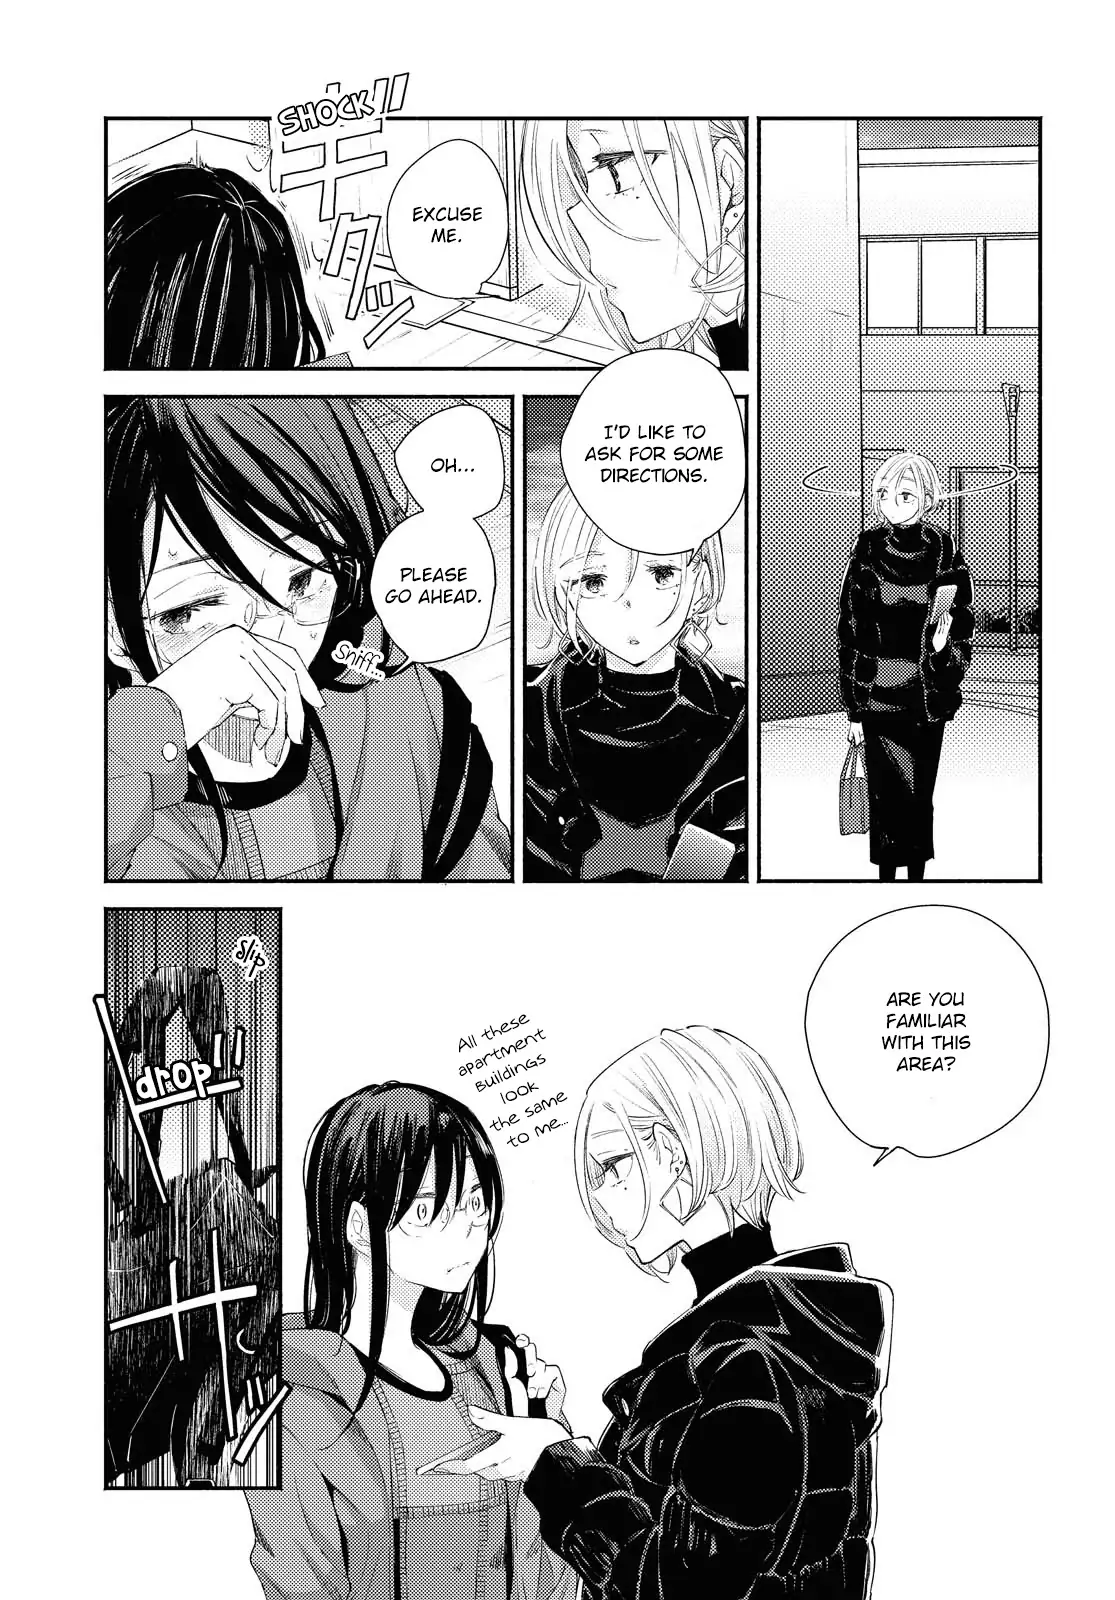 EXCUSE
ME.
SHOCK
ギ
ク
ッ
I'D LIKE TO
ASK FOR SOME
DIRECTIONS.
OH...
PLEASE
GO AHEAD.
Sniff...
ARE YOU
FAMILIAR
WITH THIS
AREA?
All these
apartment
buildings
look
the same
to me...
slip
drop